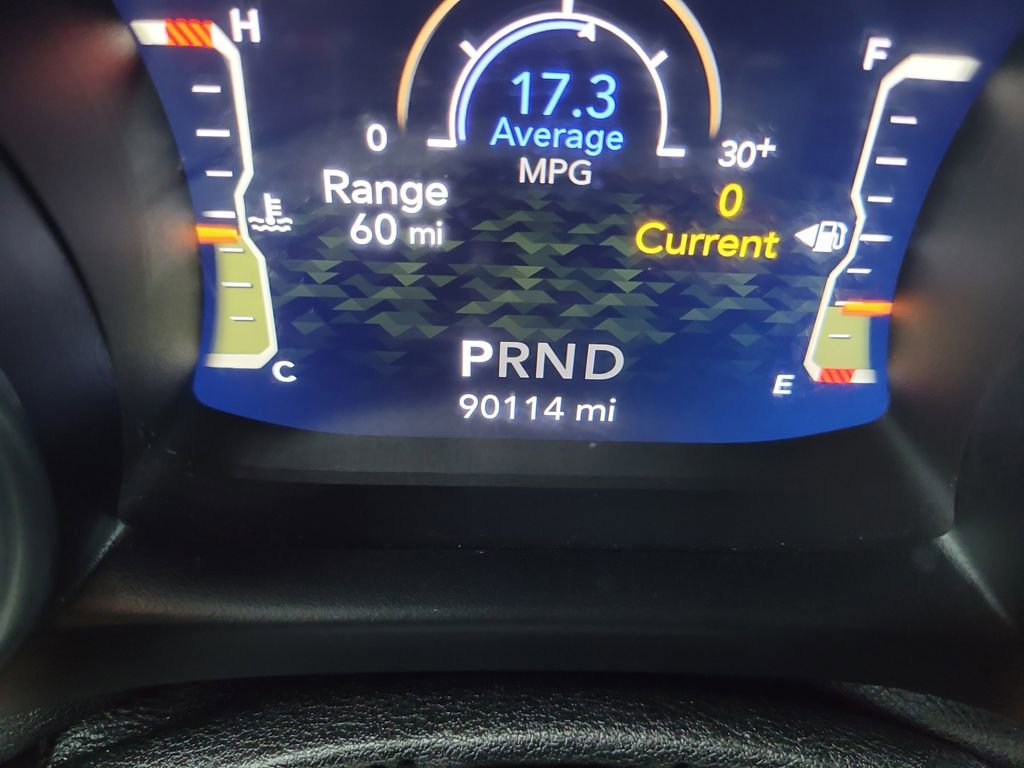 H
F
17.3
Average
MPG
0
30+
Range
60 mi
0
Current
PRND
90114 mi
C
E